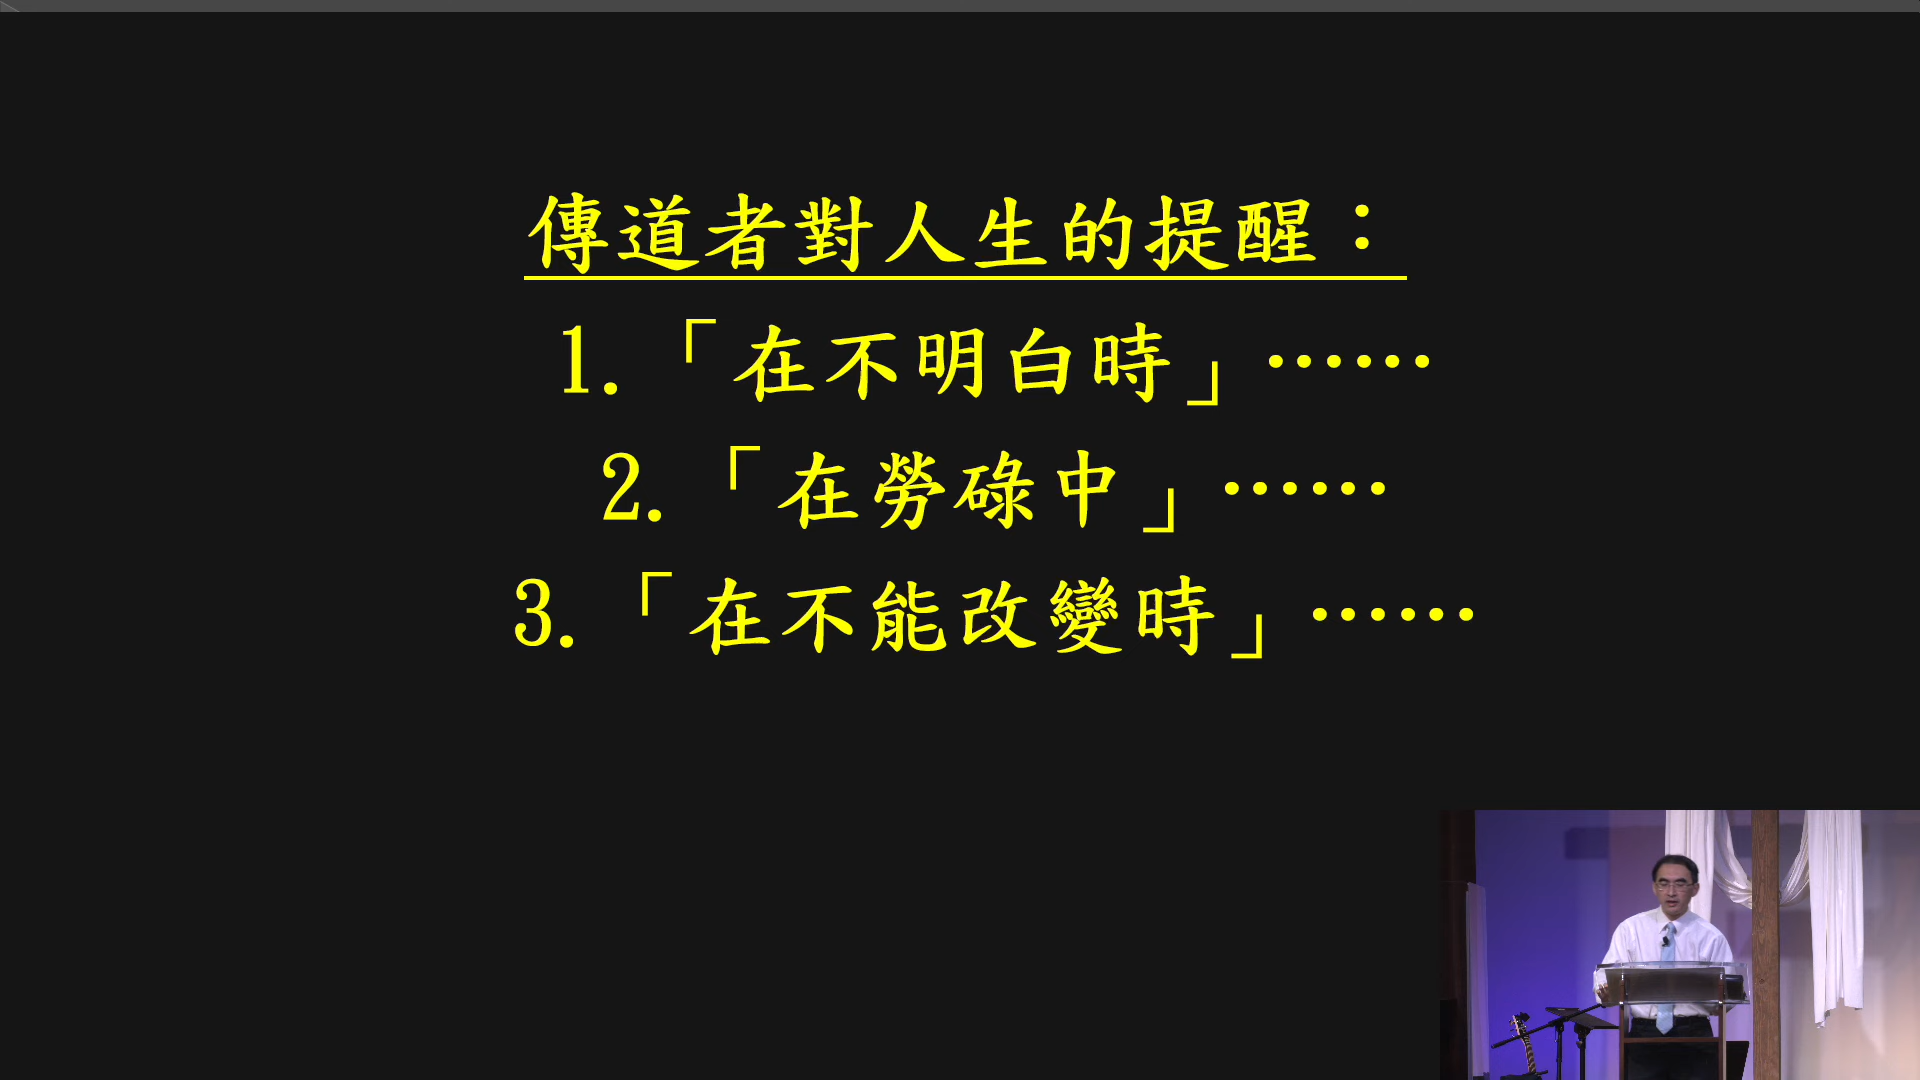 傳道者對人生的提醒：
1.「在不明白時」……
2.「在勞碌中」……
3.「在不能改變時」……